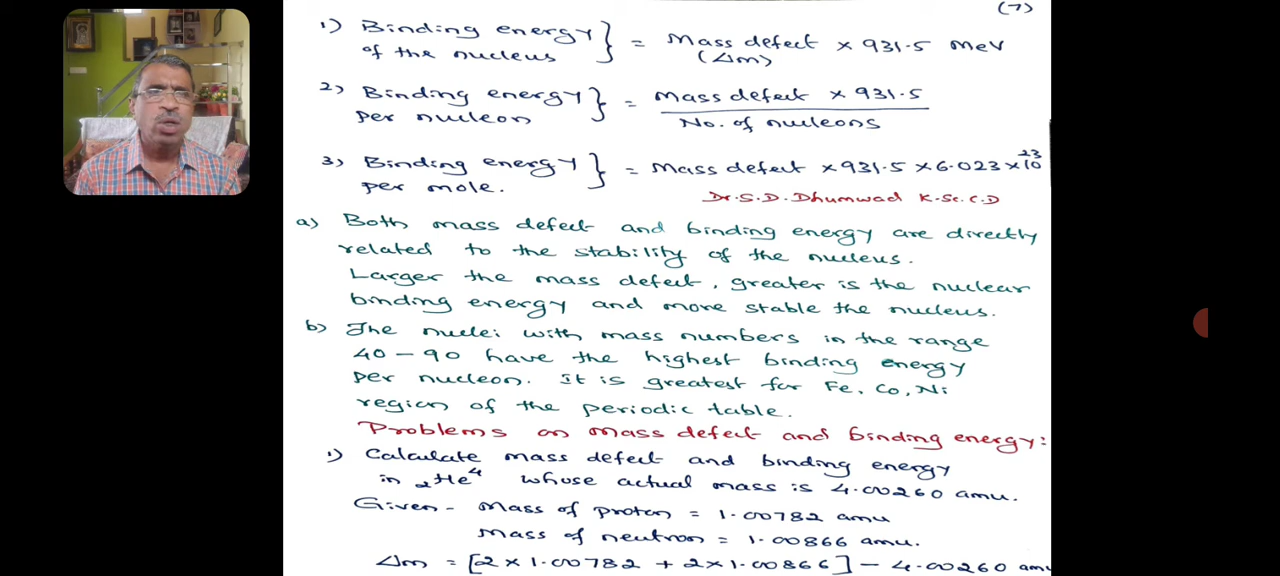 (7)
1) Binding energy } = Mass defect × 931.5 MeV
of the nucleus (Δm)
2) Binding energy } = Mass defect × 931.5
per nucleon No. of nucleons
3) Binding energy } = Mass defect × 931.5 × 6.023 × 10^23
per mole.
Dr. S. D. Dhumwad K.Sc.C.D
a) Both mass defect and binding energy are directly
related to the stability of the nucleus.
Larger the mass defect, greater is the nuclear
binding energy and more stable the nucleus.
b) The nuclei with mass numbers in the range
40 – 90 have the highest binding energy
per nucleon. It is greatest for Fe, Co, Ni
region of the periodic table.
Problems on mass defect and binding energy:
1) Calculate mass defect and binding energy
in ₂He⁴ whose actual mass is 4.00260 amu.
Given - Mass of proton = 1.00782 amu
Mass of neutron = 1.00866 amu.
Δm = [2 × 1.00782 + 2 × 1.00866] – 4.00260 amu